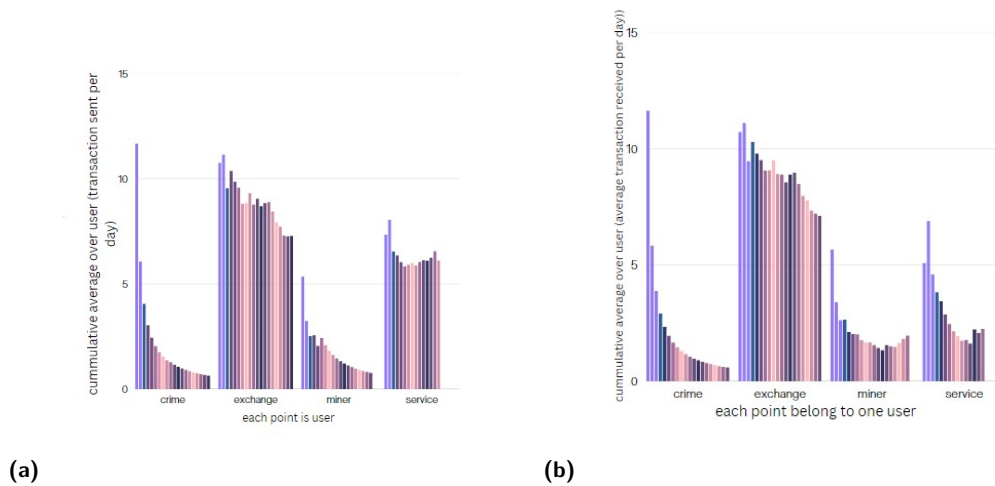 cummulative average over user (transaction sent per
day)
15
10
5
0
crime exchange miner service
each point is user
(a)
cummulative average over user (average transaction received per day))
15
10
5
0
crime exchange miner service
each point belong to one user
(b)